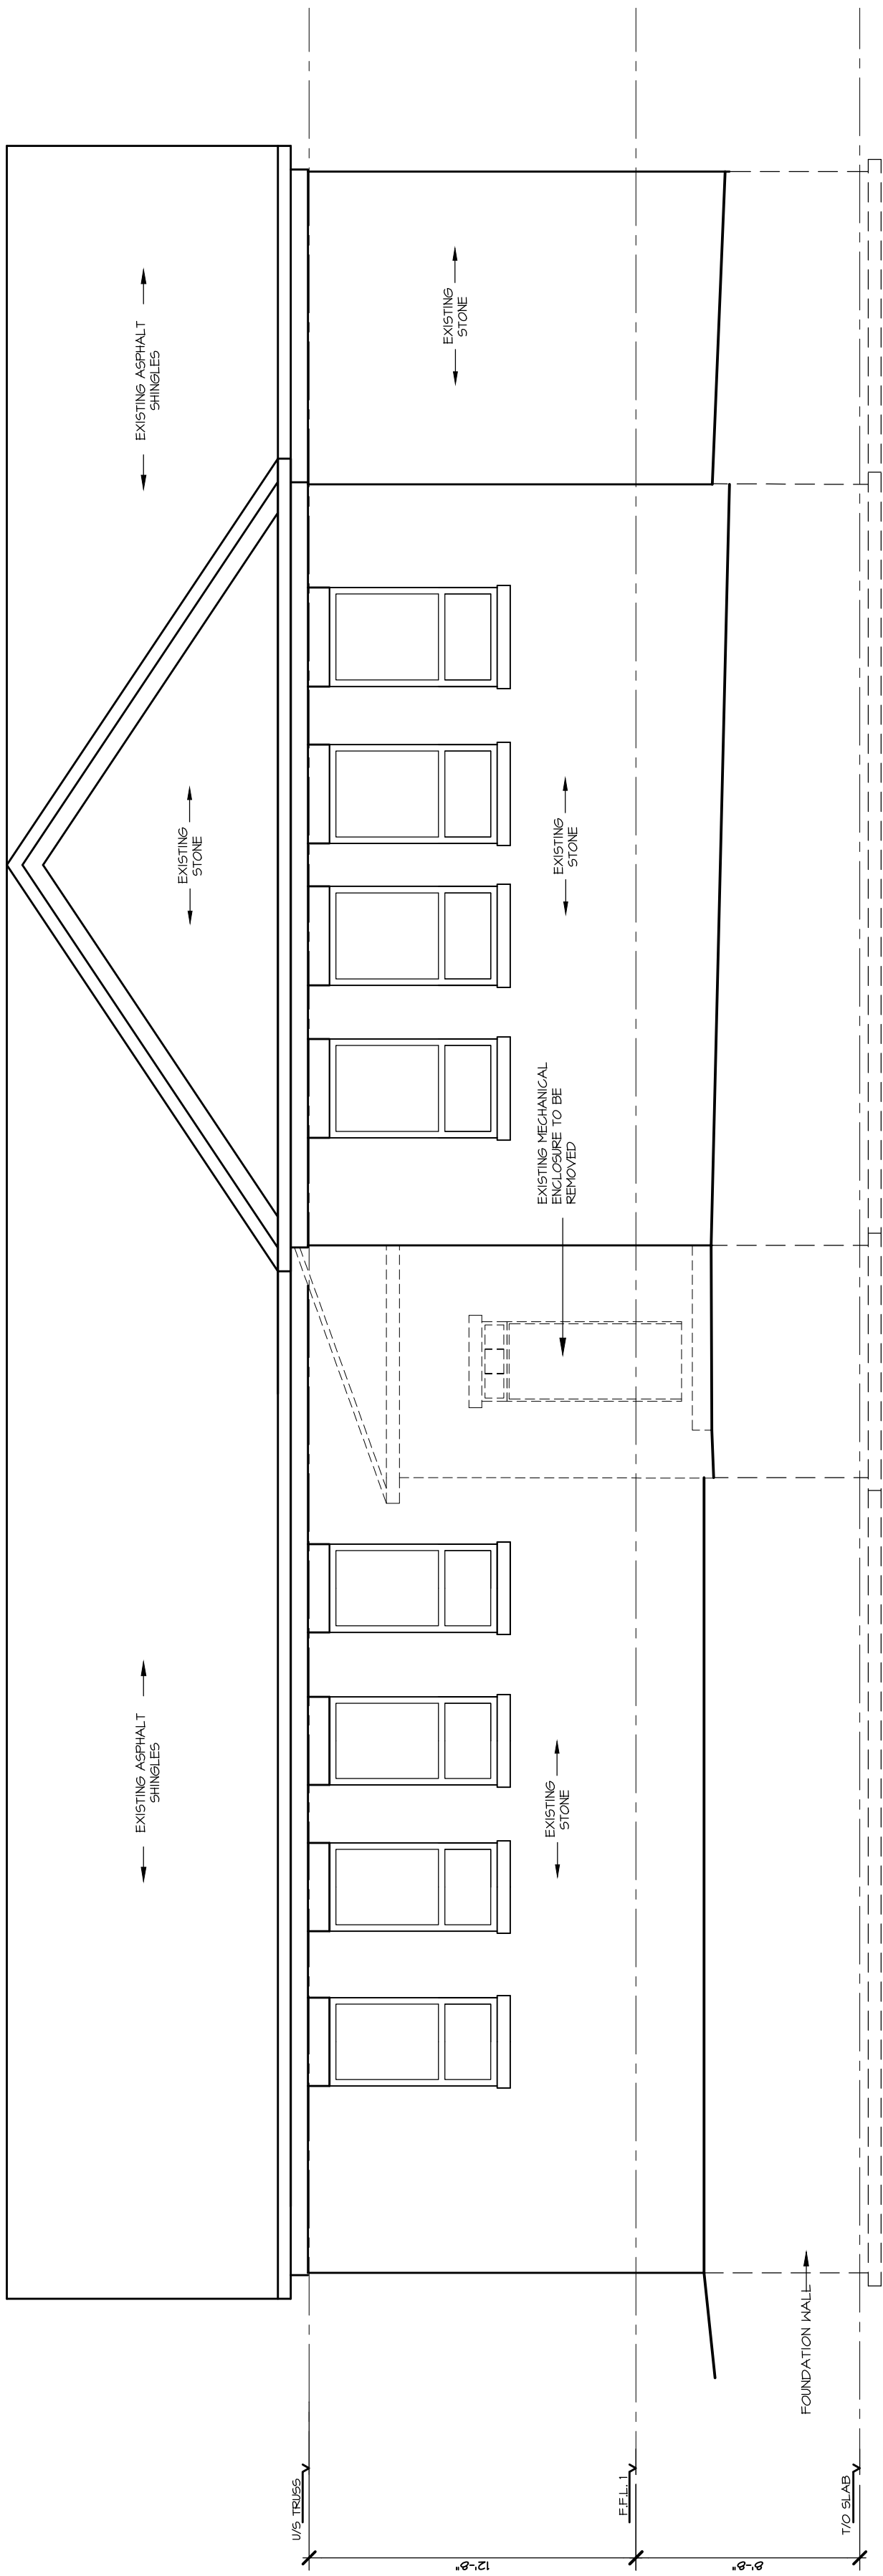 EXISTING ASPHALT
SHINGLES
EXISTING ASPHALT
SHINGLES
EXISTING
STONE
U/S TRUSS
12'-8"
EXISTING
STONE
EXISTING MECHANICAL
ENCLOSURE TO BE
REMOVED
EXISTING
STONE
EXISTING
STONE
F.F.L. 1
8'-8"
FOUNDATION WALL
T/O SLAB